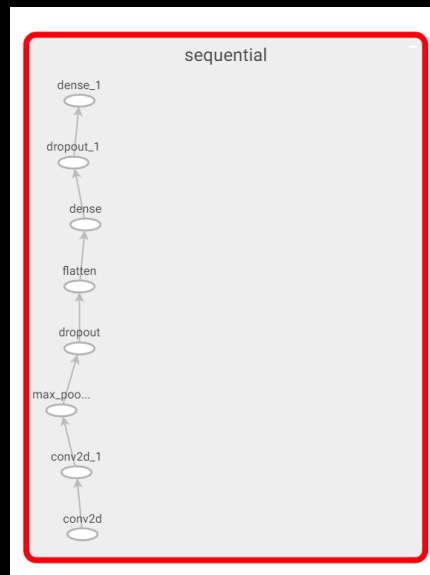 sequential
dense_1
dropout_1
dense
flatten
dropout
max_poo...
conv2d_1
conv2d